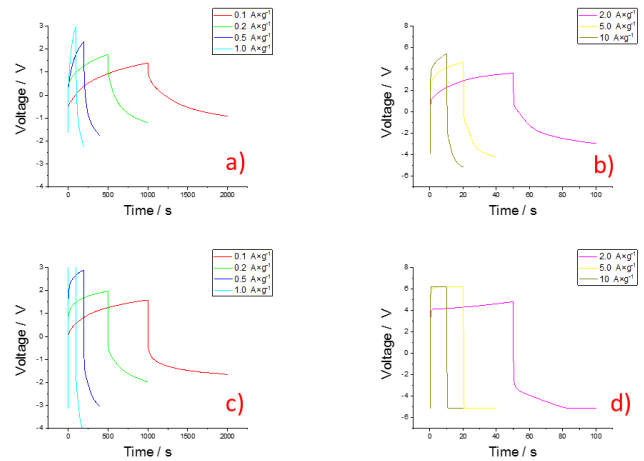 0.1 A×g⁻¹
0.2 A×g⁻¹
0.5 A×g⁻¹
1.0 A×g⁻¹
Voltage / V
3
2
1
0
-1
-2
-3
-4
0 500 1000 1500 2000
Time / s
a)
2.0 A×g⁻¹
5.0 A×g⁻¹
10 A×g⁻¹
Voltage / V
8
6
4
2
0
-2
-4
-6
0 20 40 60 80 100
Time / s
b)
0.1 A×g⁻¹
0.2 A×g⁻¹
0.5 A×g⁻¹
1.0 A×g⁻¹
Voltage / V
3
2
1
0
-1
-2
-3
-4
0 500 1000 1500 2000
Time / s
c)
2.0 A×g⁻¹
5.0 A×g⁻¹
10 A×g⁻¹
Voltage / V
8
6
4
2
0
-2
-4
-6
0 20 40 60 80 100
Time / s
d)